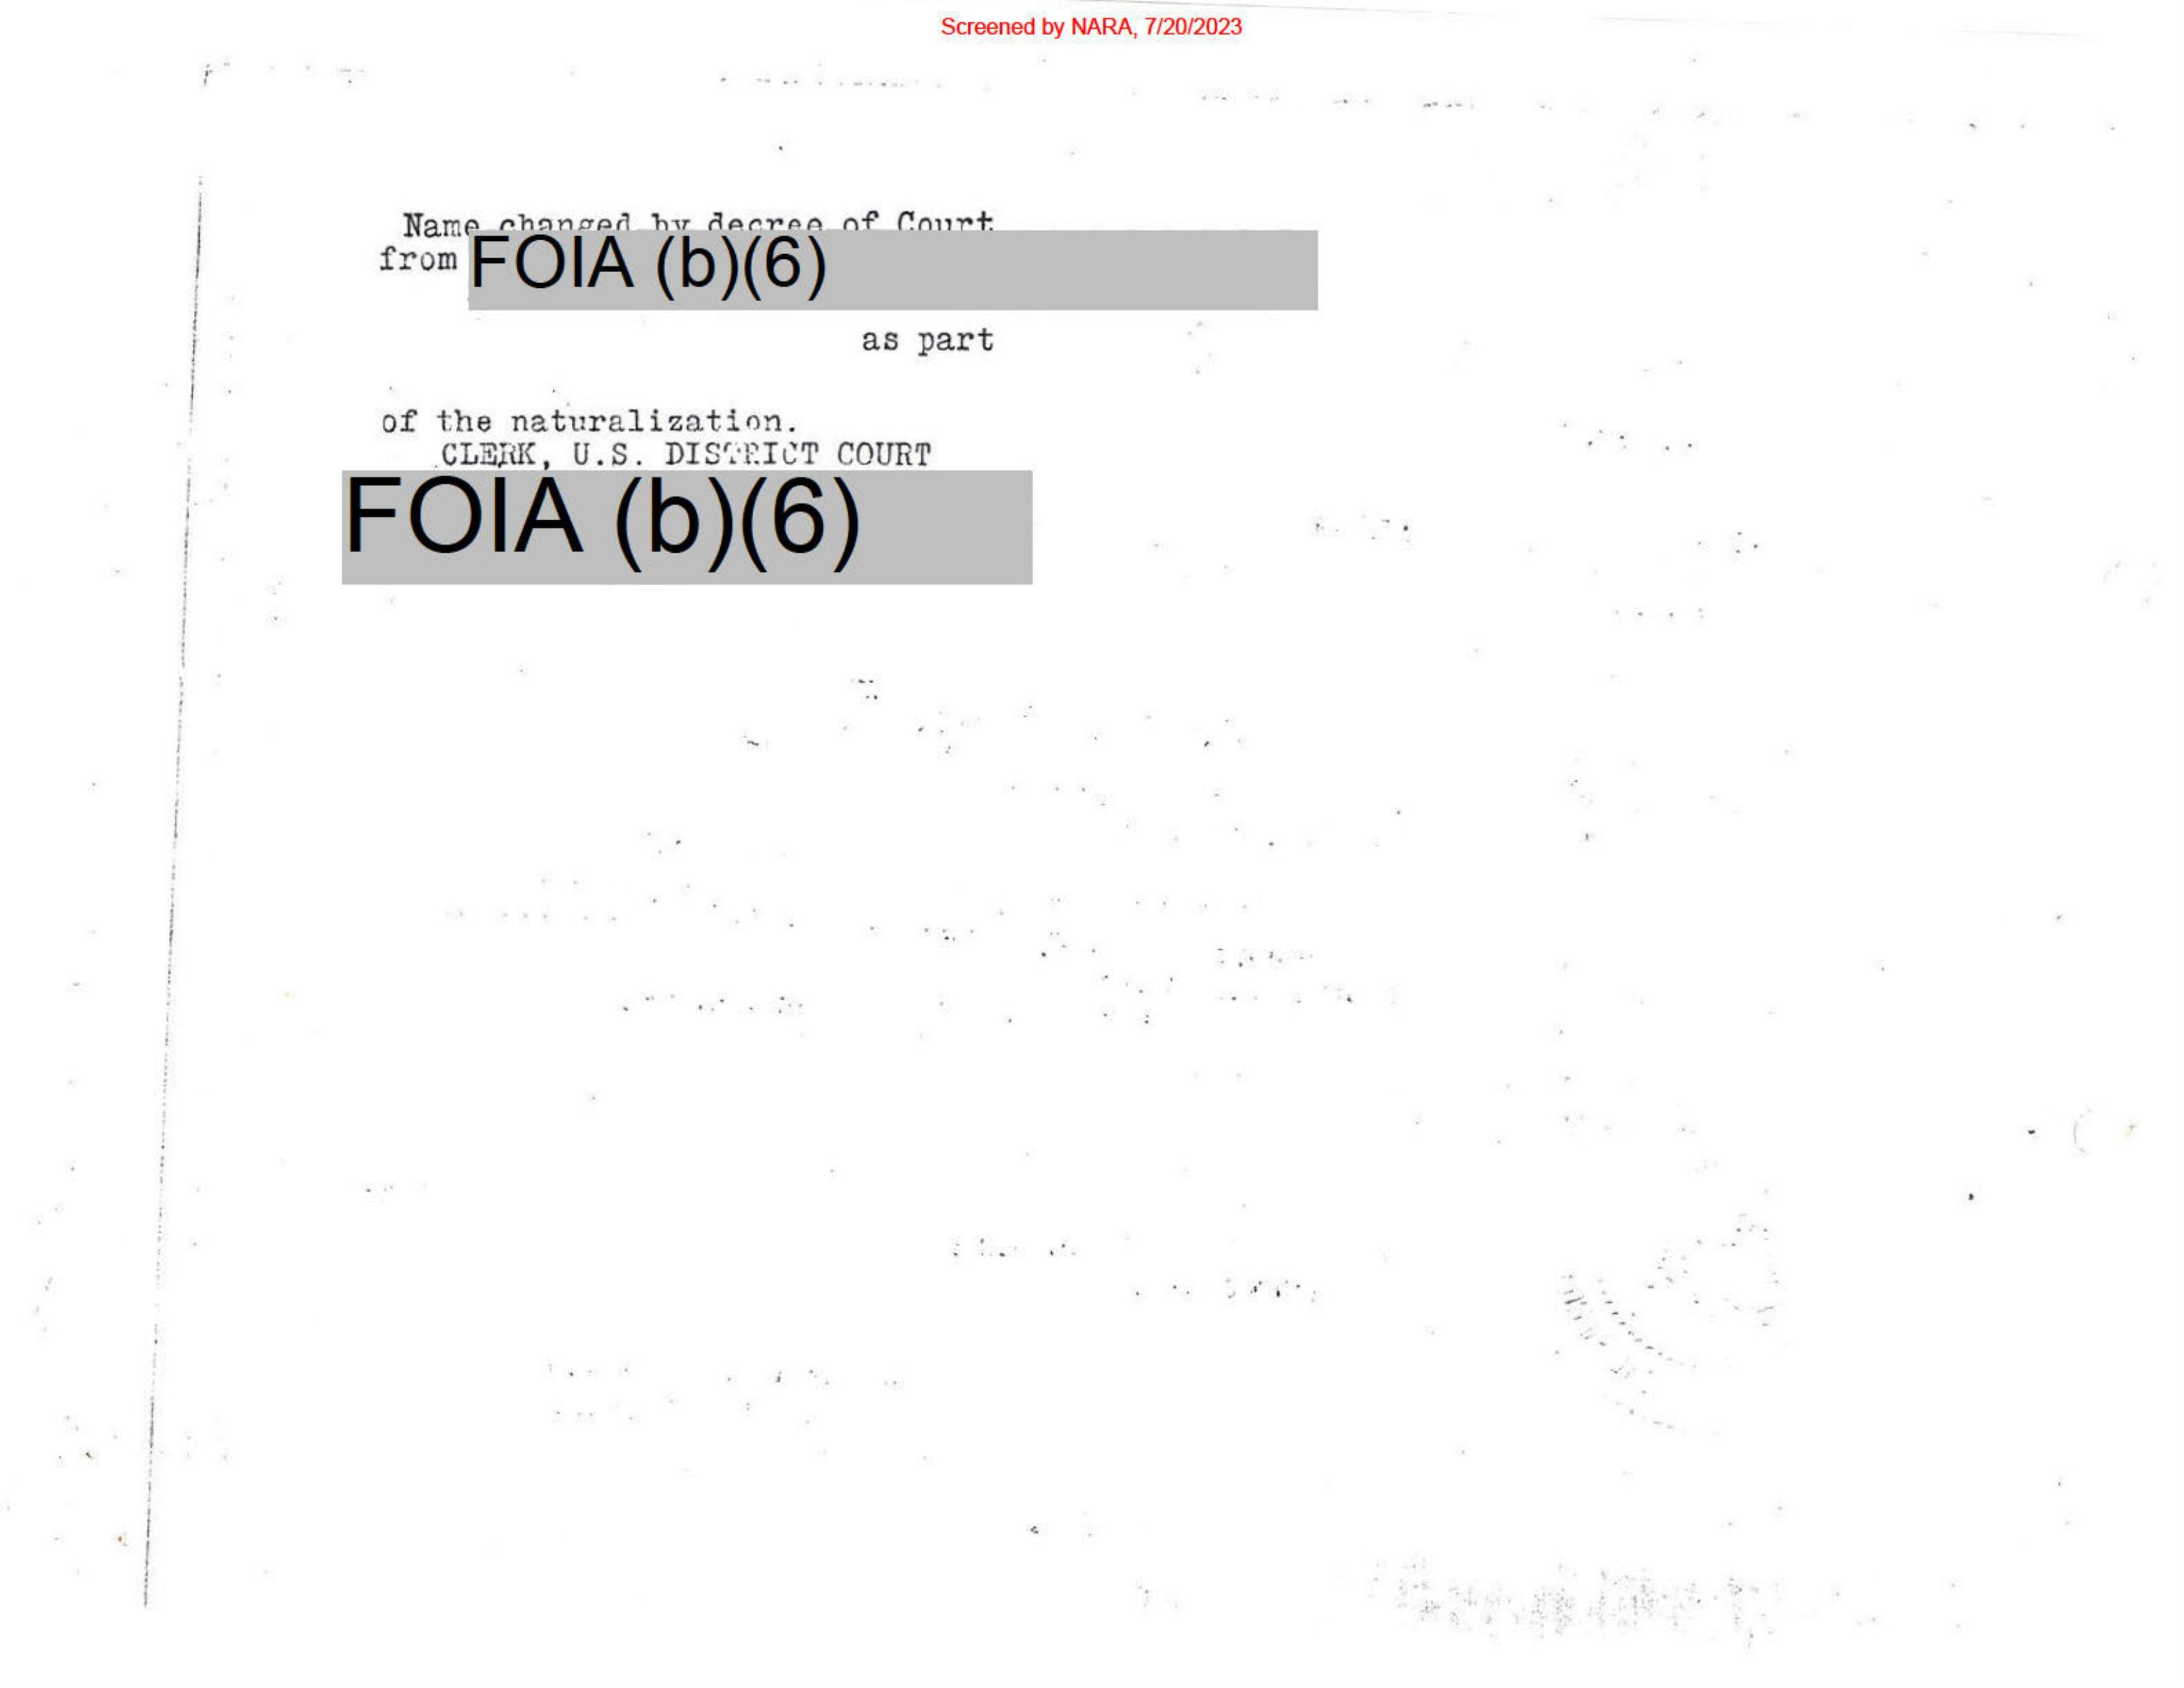 Screened by NARA, 7/20/2023
Name changed by decree of Court
from FOIA (b)(6)
as part
of the naturalization.
CLERK, U.S. DISTRICT COURT
FOIA (b)(6)